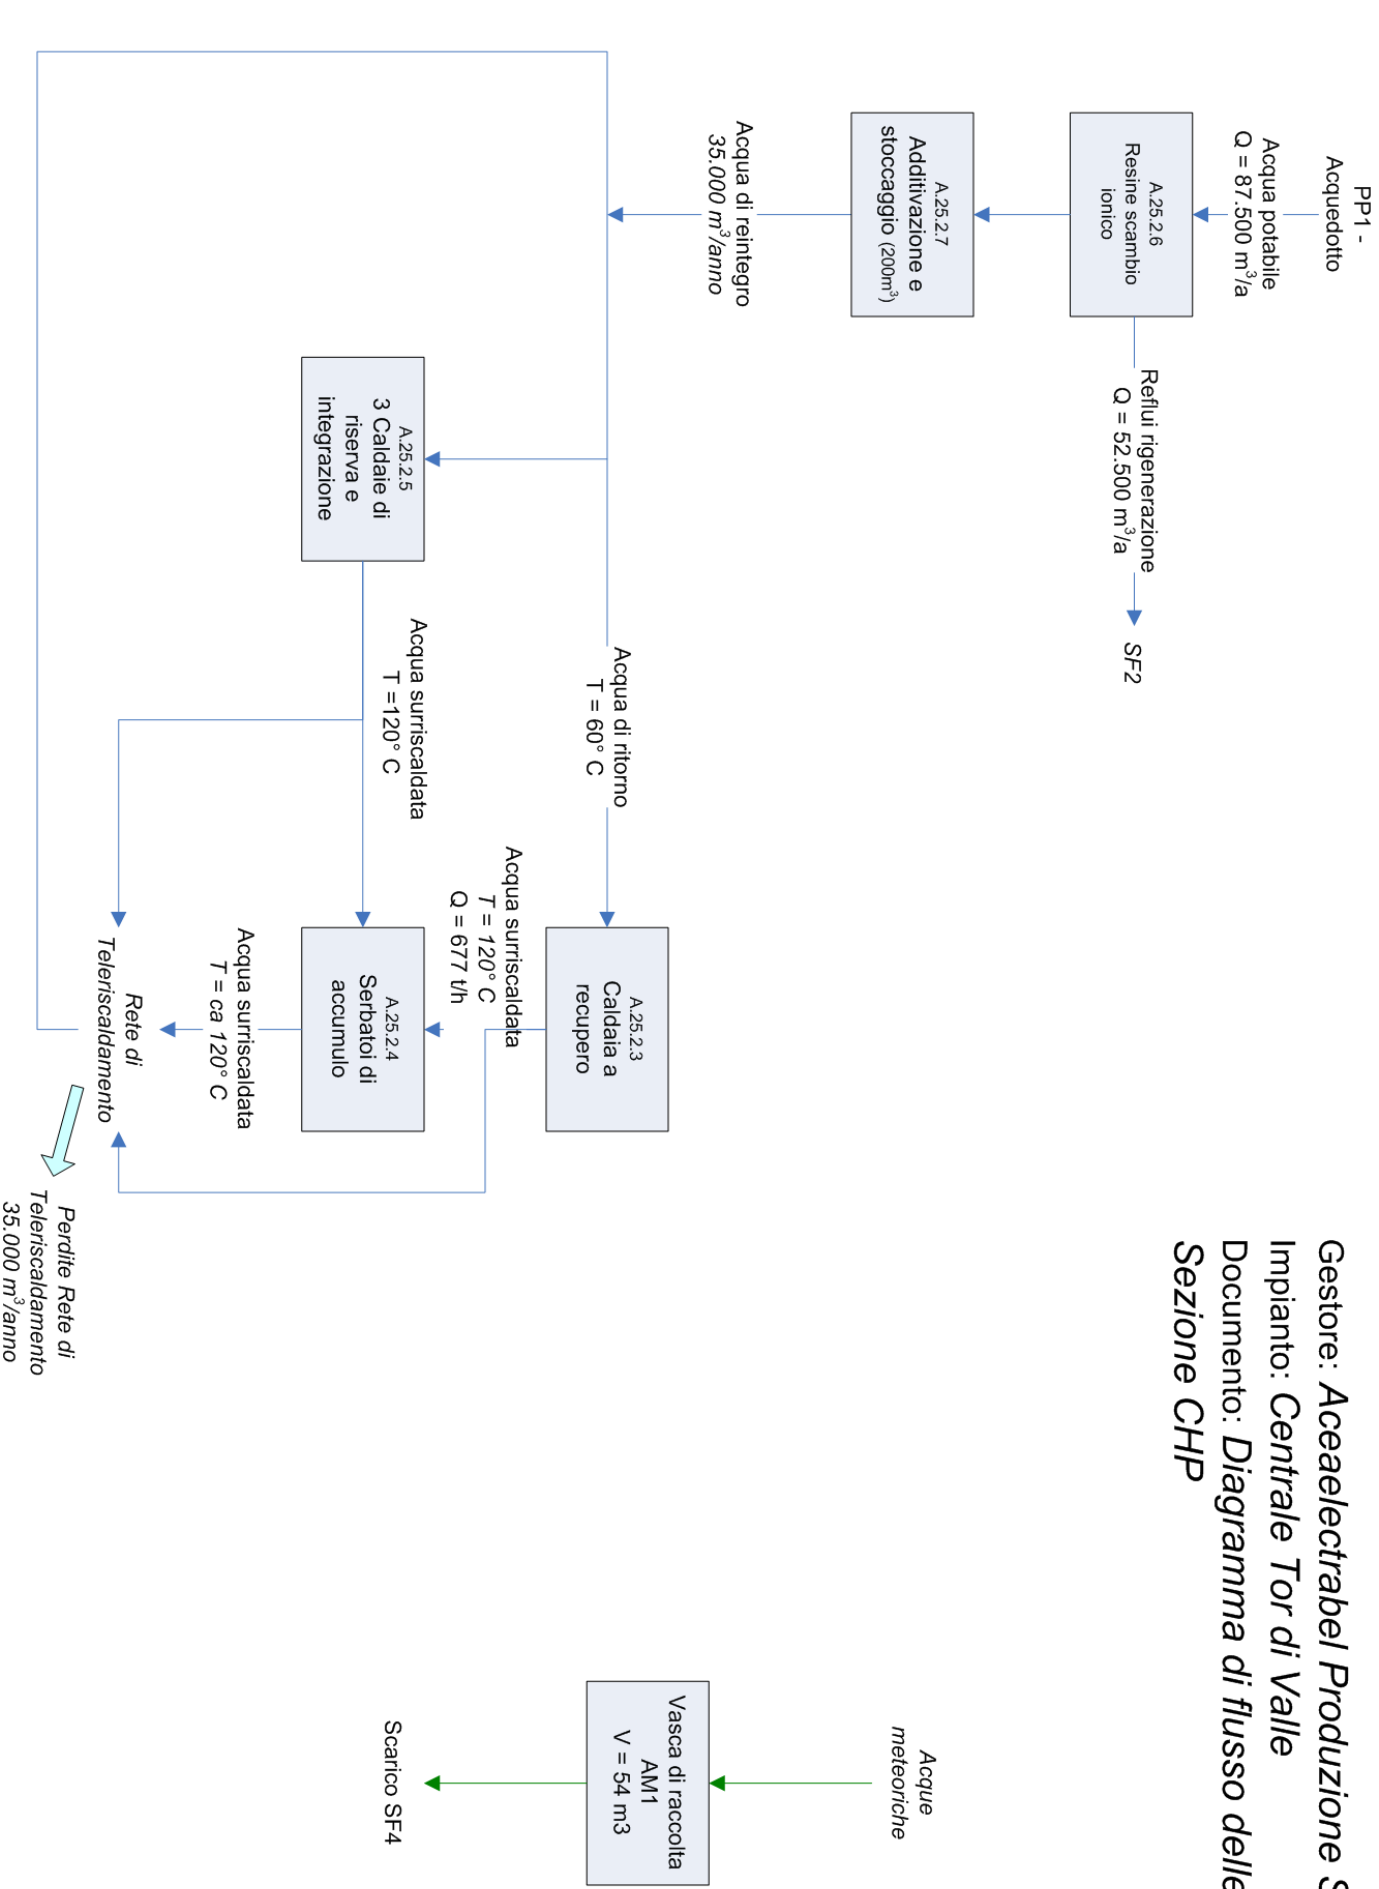 Gestore: Aceaelectrabel Produzione
Impianto: Centrale Tor di Valle
Documento: Diagramma di flusso delle
Sezione CHP
PP1 -
Acquedotto
Acqua potabile
Q = 87.500 m³/a
A.25.2.6
Resine scambio
ionico
Reflui rigenerazione
Q = 52.500 m³/a
SF2
A.25.2.7
Additivazione e
stoccaggio (200m³)
Acqua di reintegro
35.000 m³/anno
Acqua di ritorno
T = 60° C
A.25.2.3
Caldaia a
recupero
A.25.2.5
3 Caldaie di
riserva e
integrazione
Acqua surriscaldata
T =120° C
Acqua surriscaldata
T = 120° C
Q = 677 t/h
A.25.2.4
Serbatoi di
accumulo
Acqua surriscaldata
T = ca 120° C
Rete di
Teleriscaldamento
Perdite Rete di
Teleriscaldamento
35.000 m³/anno
Acque
meteoriche
Vasca di raccolta
AM1
V = 54 m3
Scarico SF4